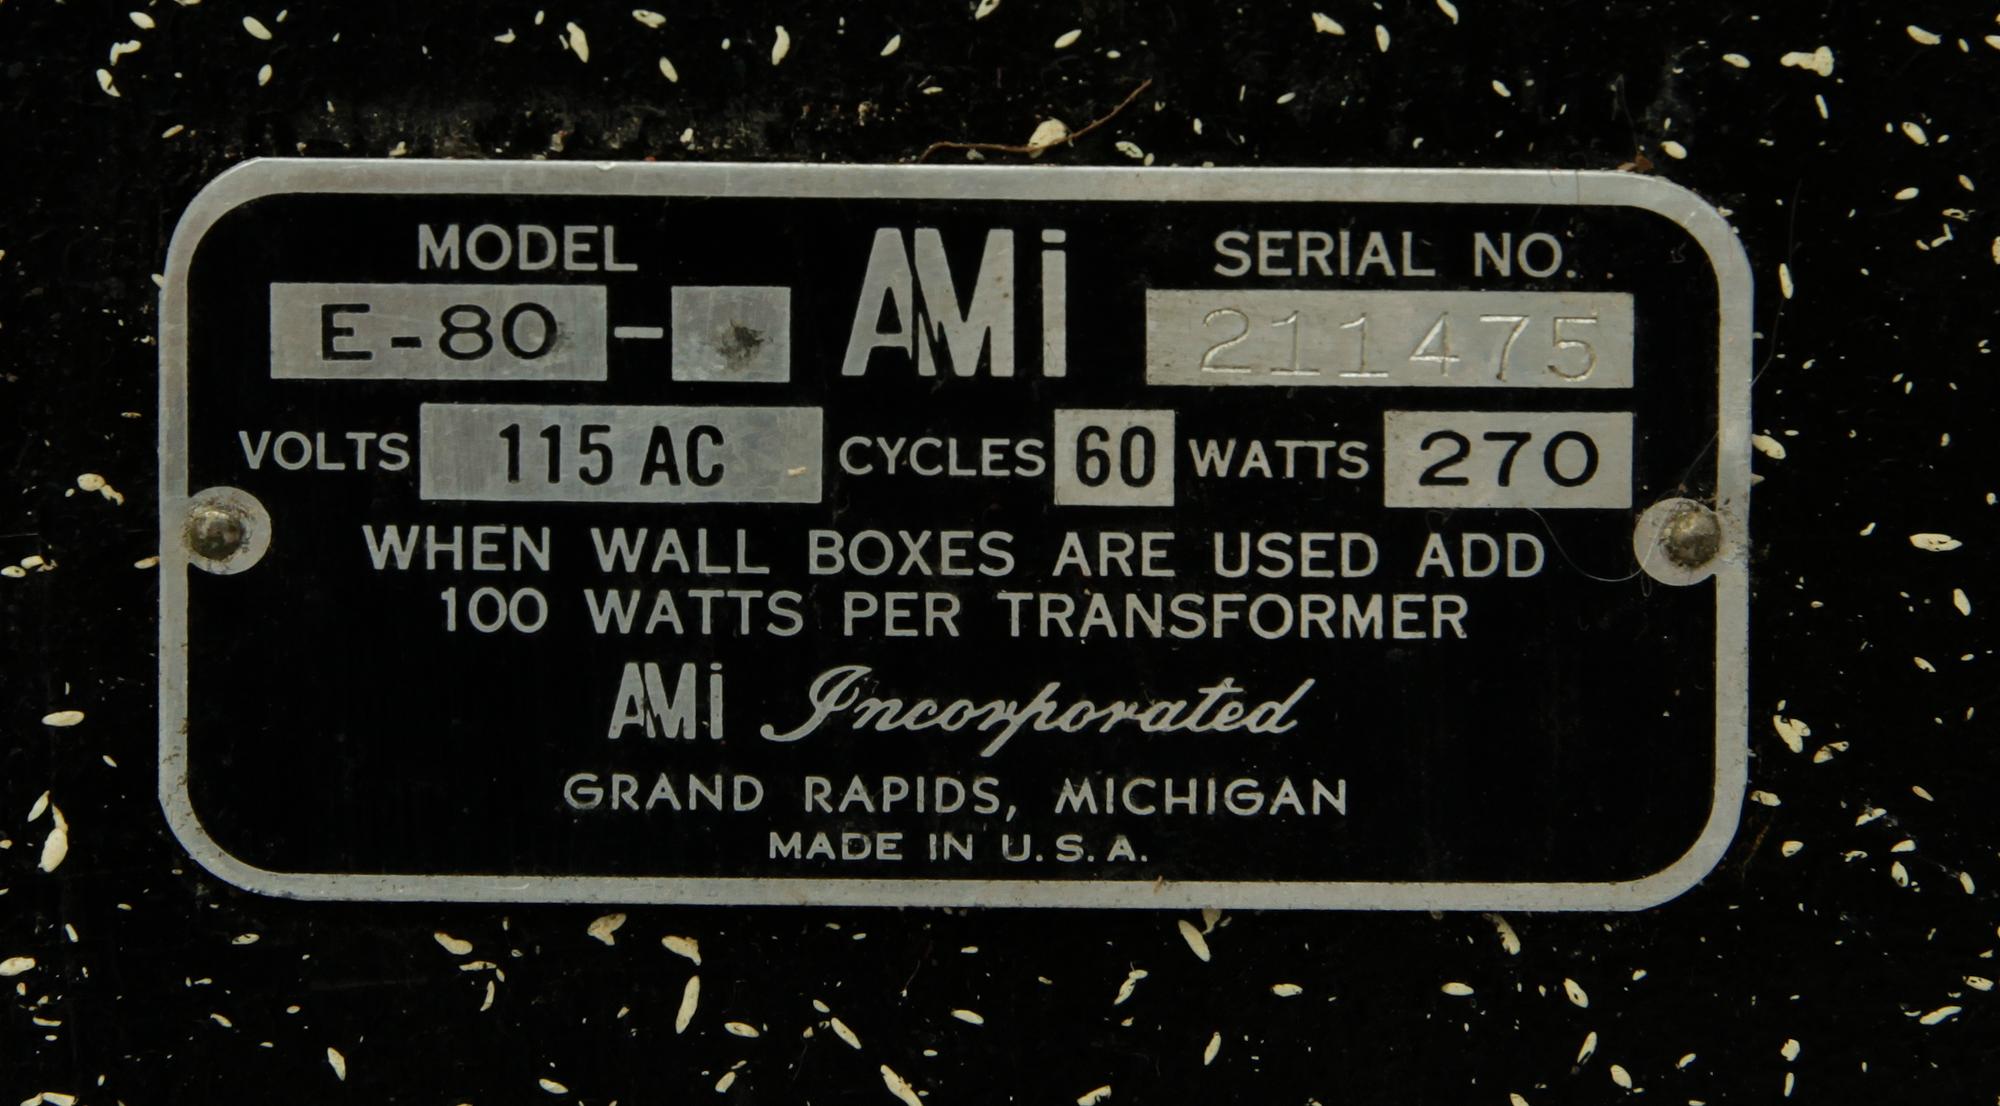 MODEL AMi SERIAL NO.
E-80 - 211475
VOLTS 115 AC CYCLES 60 WATTS 270
WHEN WALL BOXES ARE USED ADD
100 WATTS PER TRANSFORMER
AMi Incorporated
GRAND RAPIDS, MICHIGAN
MADE IN U.S.A.